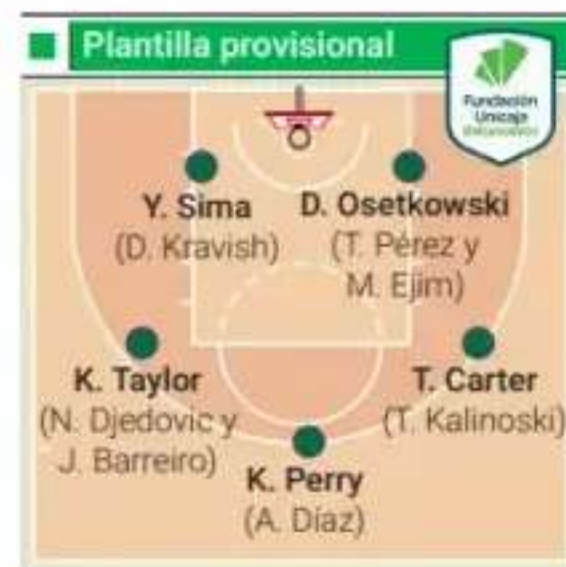 Plantilla provisional
Fundación
Unicaja
Y. Sima
(D. Kravish)
D. Osetkowski
(T. Pérez y
M. Ejim)
K. Taylor
(N. Djedovic y
J. Barreiro)
T. Carter
(T. Kalinoski)
K. Perry
(A. Díaz)